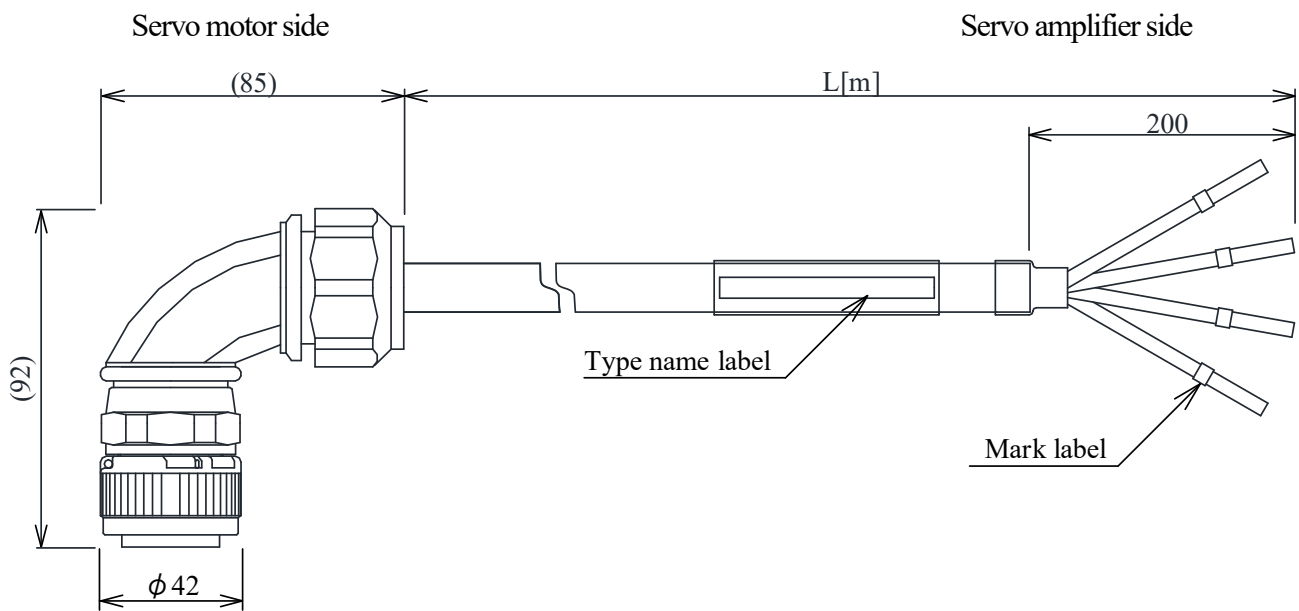 Servo motor side
Servo amplifier side
(85)
L[m]
200
(92)
Type name label
Mark label
ϕ42